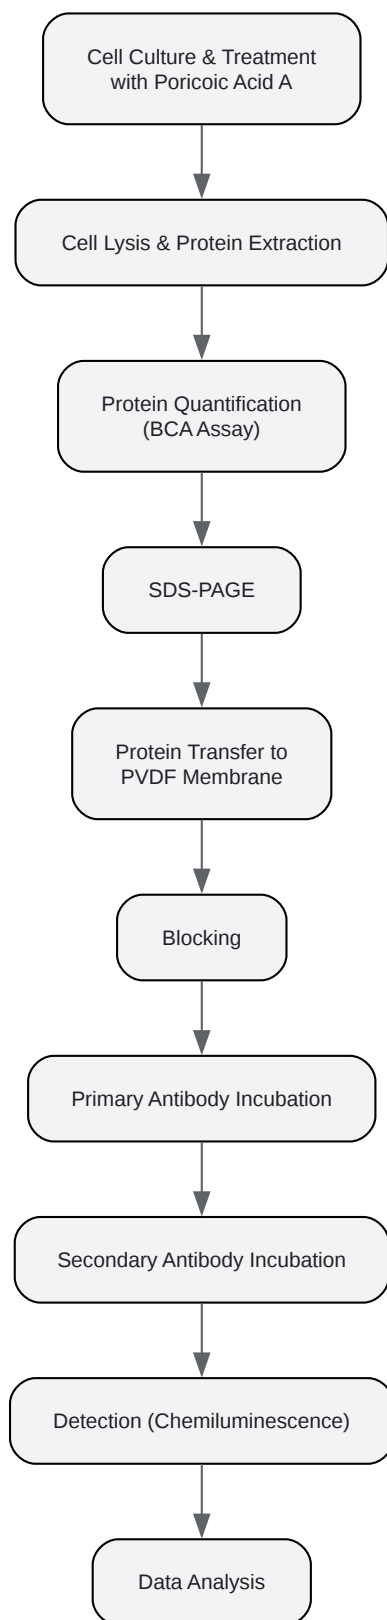 Cell Culture & Treatment
with Poricoic Acid A
Cell Lysis & Protein Extraction
Protein Quantification
(BCA Assay)
SDS-PAGE
Protein Transfer to
PVDF Membrane
Blocking
Primary Antibody Incubation
Secondary Antibody Incubation
Detection (Chemiluminescence)
Data Analysis